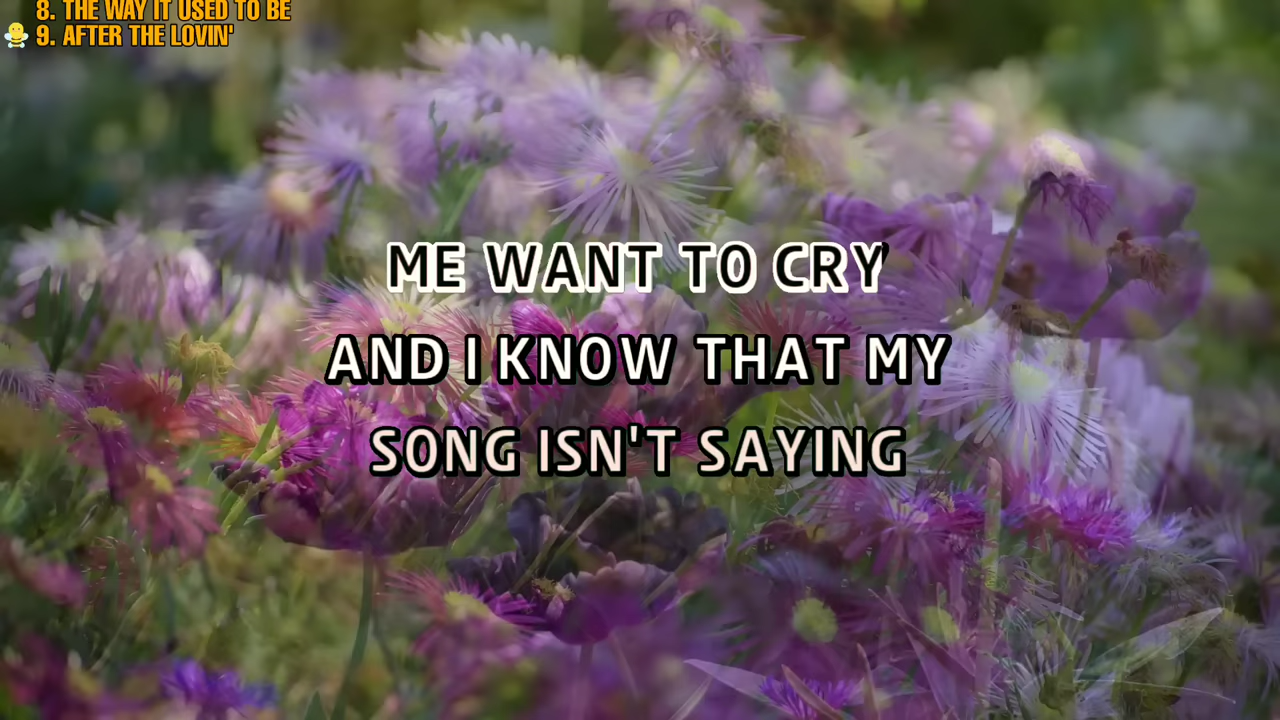 8. THE WAY IT USED TO BE
9. AFTER THE LOVIN'
ME WANT TO CRY
AND I KNOW THAT MY
SONG ISN'T SAYING